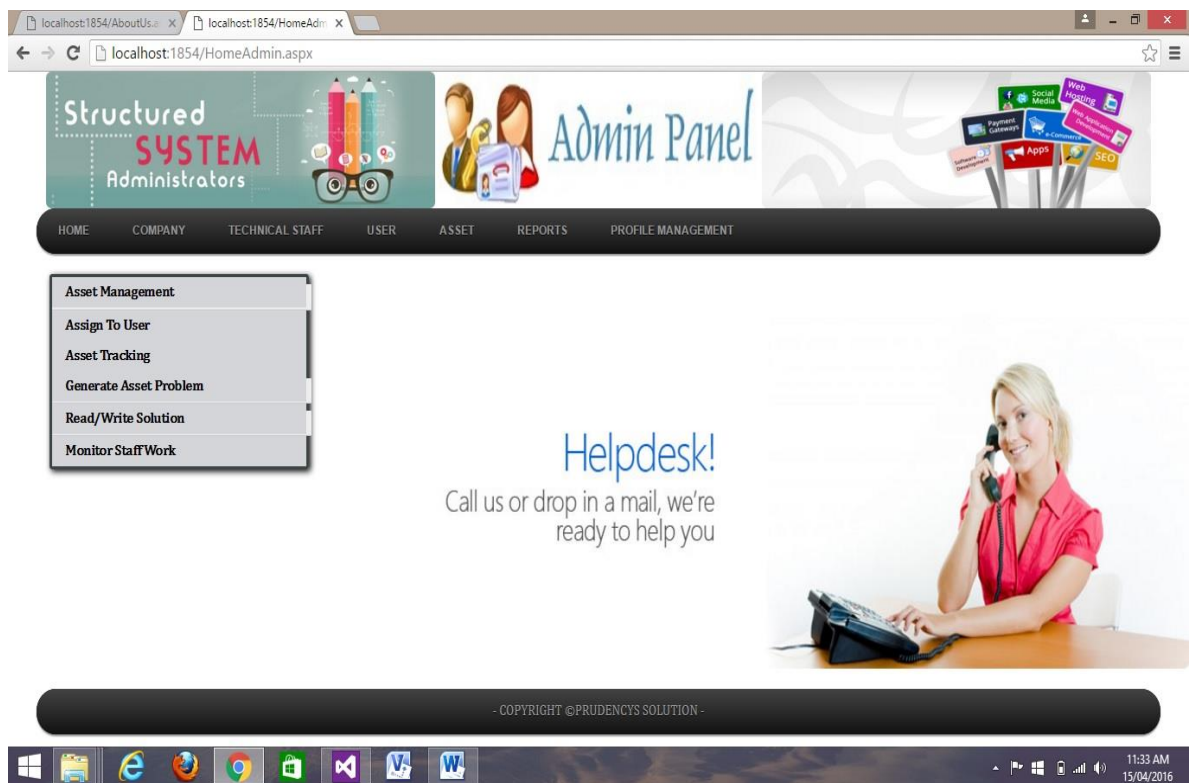 localhost:1854/AboutUs.a
localhost:1854/HomeAdm
localhost:1854/HomeAdmin.aspx
Structured
SYSTEM
Administrators
Admin Panel
Social Media
Web Hosting
Payment Gateways
e-Commerce
Web Application Development
Software Development
Apps
SEO
HOME COMPANY TECHNICAL STAFF USER ASSET REPORTS PROFILE MANAGEMENT
Asset Management
Assign To User
Asset Tracking
Generate Asset Problem
Read/Write Solution
Monitor Staff Work
Helpdesk!
Call us or drop in a mail, we're
ready to help you
- COPYRIGHT ©PRUDENCYS SOLUTION -
11:33 AM
15/04/2016